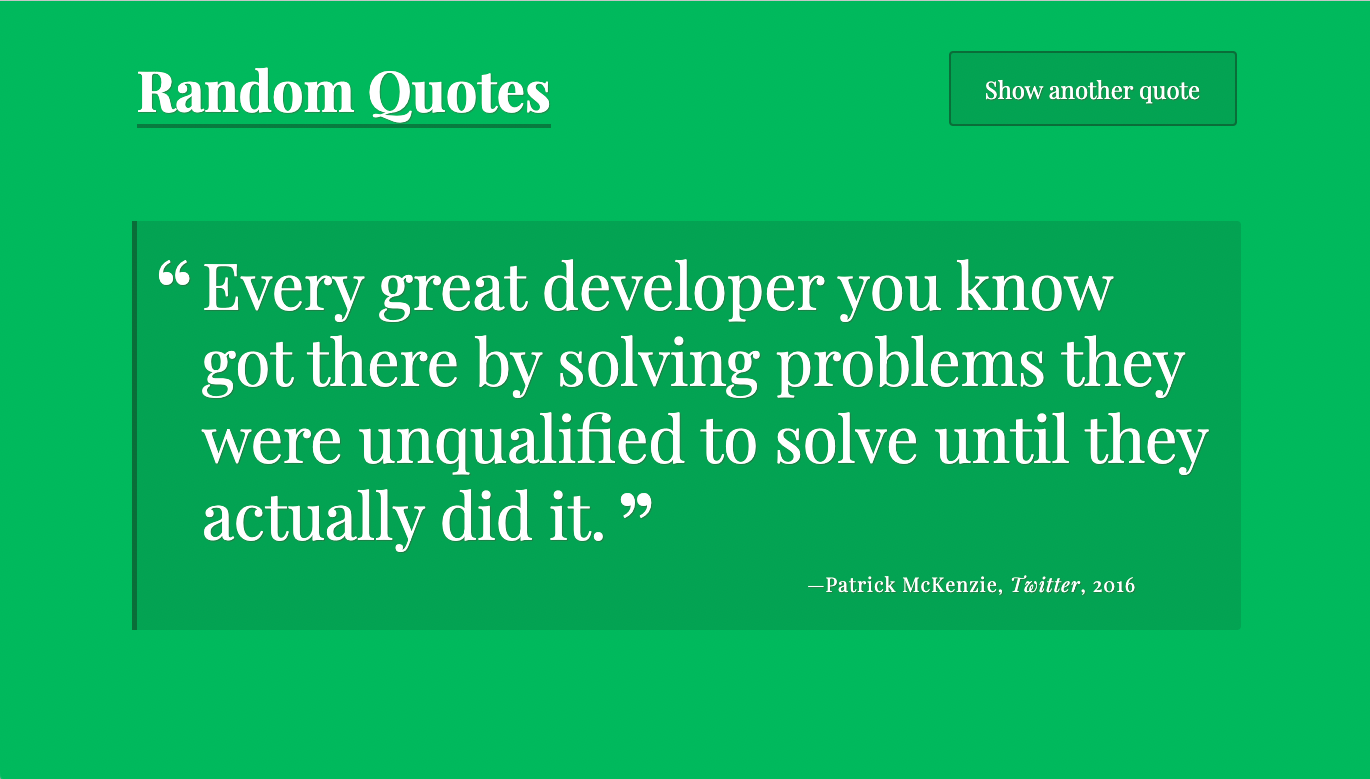 Random Quotes
Show another quote
“Every great developer you know
got there by solving problems they
were unqualified to solve until they
actually did it.”
—Patrick McKenzie, Twitter, 2016